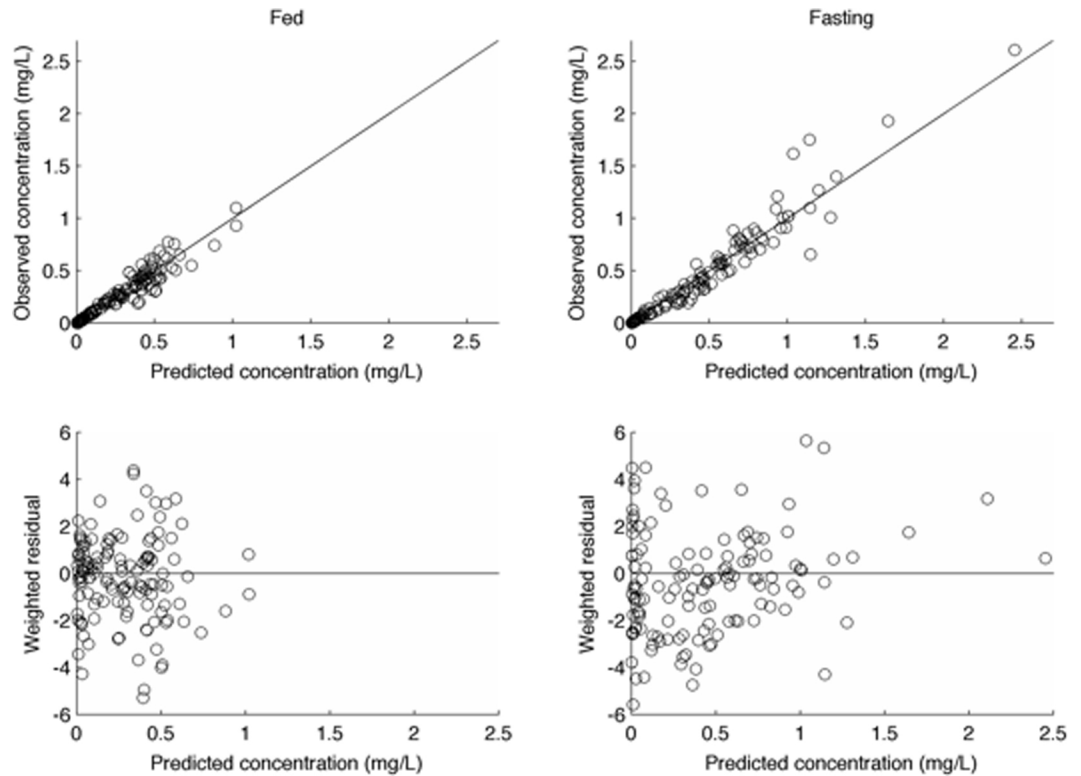 Fed
Fasting
Observed concentration (mg/L)
2.5
2
1.5
1
0.5
0
0 0.5 1 1.5 2 2.5
Predicted concentration (mg/L)
Observed concentration (mg/L)
2.5
2
1.5
1
0.5
0
0 0.5 1 1.5 2 2.5
Predicted concentration (mg/L)
Weighted residual
6
4
2
0
-2
-4
-6
0 0.5 1 1.5 2 2.5
Predicted concentration (mg/L)
Weighted residual
6
4
2
0
-2
-4
-6
0 0.5 1 1.5 2 2.5
Predicted concentration (mg/L)